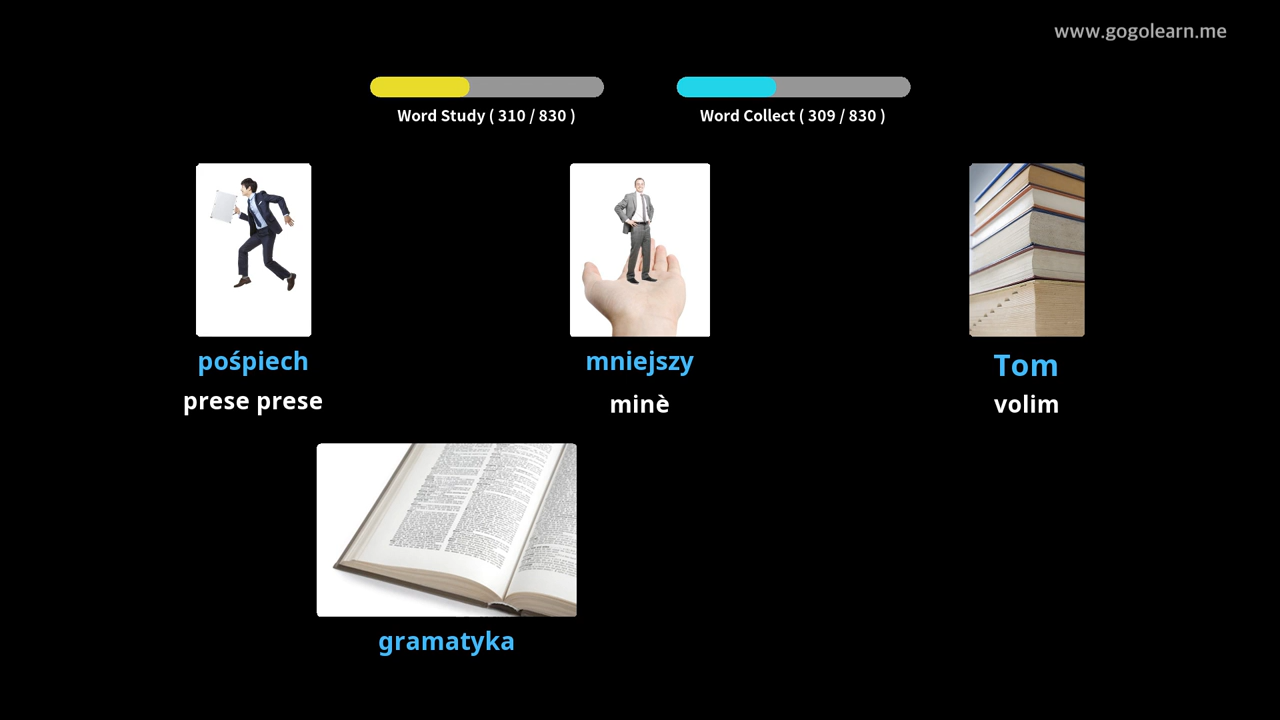 www.gogolearn.me
Word Study ( 310 / 830 )
Word Collect ( 309 / 830 )
pośpiech
mniejszy
Tom
prese prese
minè
volim
gramatyka